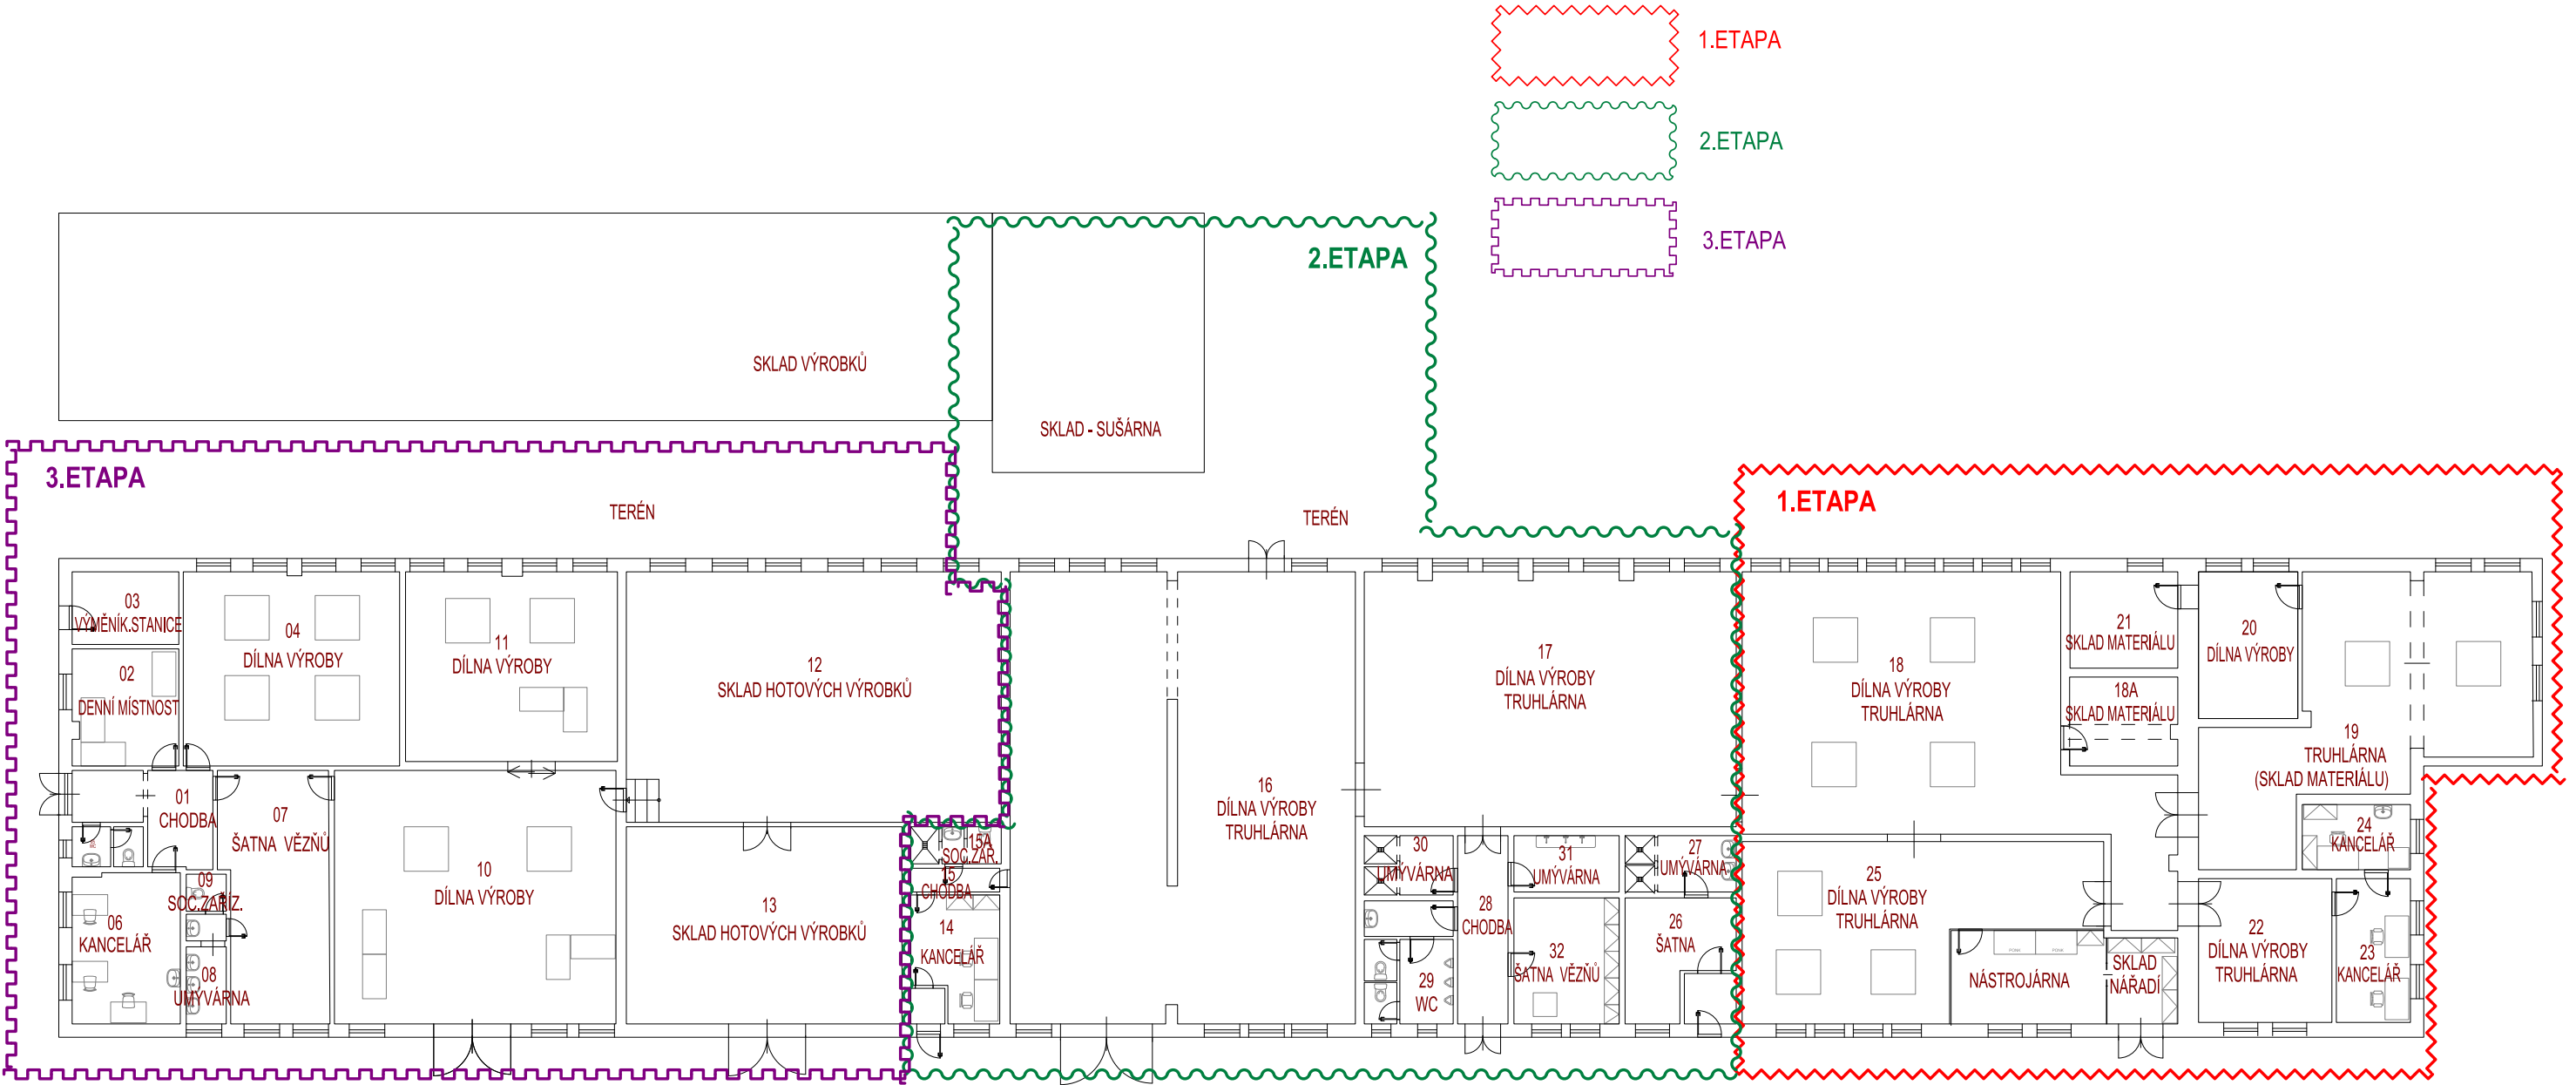 1.ETAPA
2.ETAPA
3.ETAPA
2.ETAPA
SKLAD VÝROBKŮ
SKLAD - SUŠÁRNA
3.ETAPA
1.ETAPA
TERÉN
TERÉN
03
VÝMĚNÍK.STANICE
02
DENNÍ MÍSTNOST
04
DÍLNA VÝROBY
11
DÍLNA VÝROBY
12
SKLAD HOTOVÝCH VÝROBKŮ
17
DÍLNA VÝROBY
TRUHLÁRNA
18
DÍLNA VÝROBY
TRUHLÁRNA
21
SKLAD MATERIÁLU
18A
SKLAD MATERIÁLU
20
DÍLNA VÝROBY
19
TRUHLÁRNA
(SKLAD MATERIÁLU)
01
CHODBA
07
ŠATNA VĚZŇŮ
16
DÍLNA VÝROBY
TRUHLÁRNA
24
KANCELÁŘ
15A
SOC.ZAŘ.
15
CHODBA
30
UMÝVÁRNA
31
UMÝVÁRNA
27
UMÝVÁRNA
09
SOC.ZAŘÍZ.
10
DÍLNA VÝROBY
13
SKLAD HOTOVÝCH VÝROBKŮ
25
DÍLNA VÝROBY
TRUHLÁRNA
06
KANCELÁŘ
14
KANCELÁŘ
28
CHODBA
26
ŠATNA
32
ŠATNA VĚZŇŮ
22
DÍLNA VÝROBY
TRUHLÁRNA
23
KANCELÁŘ
08
UMÝVÁRNA
29
WC
NÁSTROJÁRNA
SKLAD
NÁŘADÍ